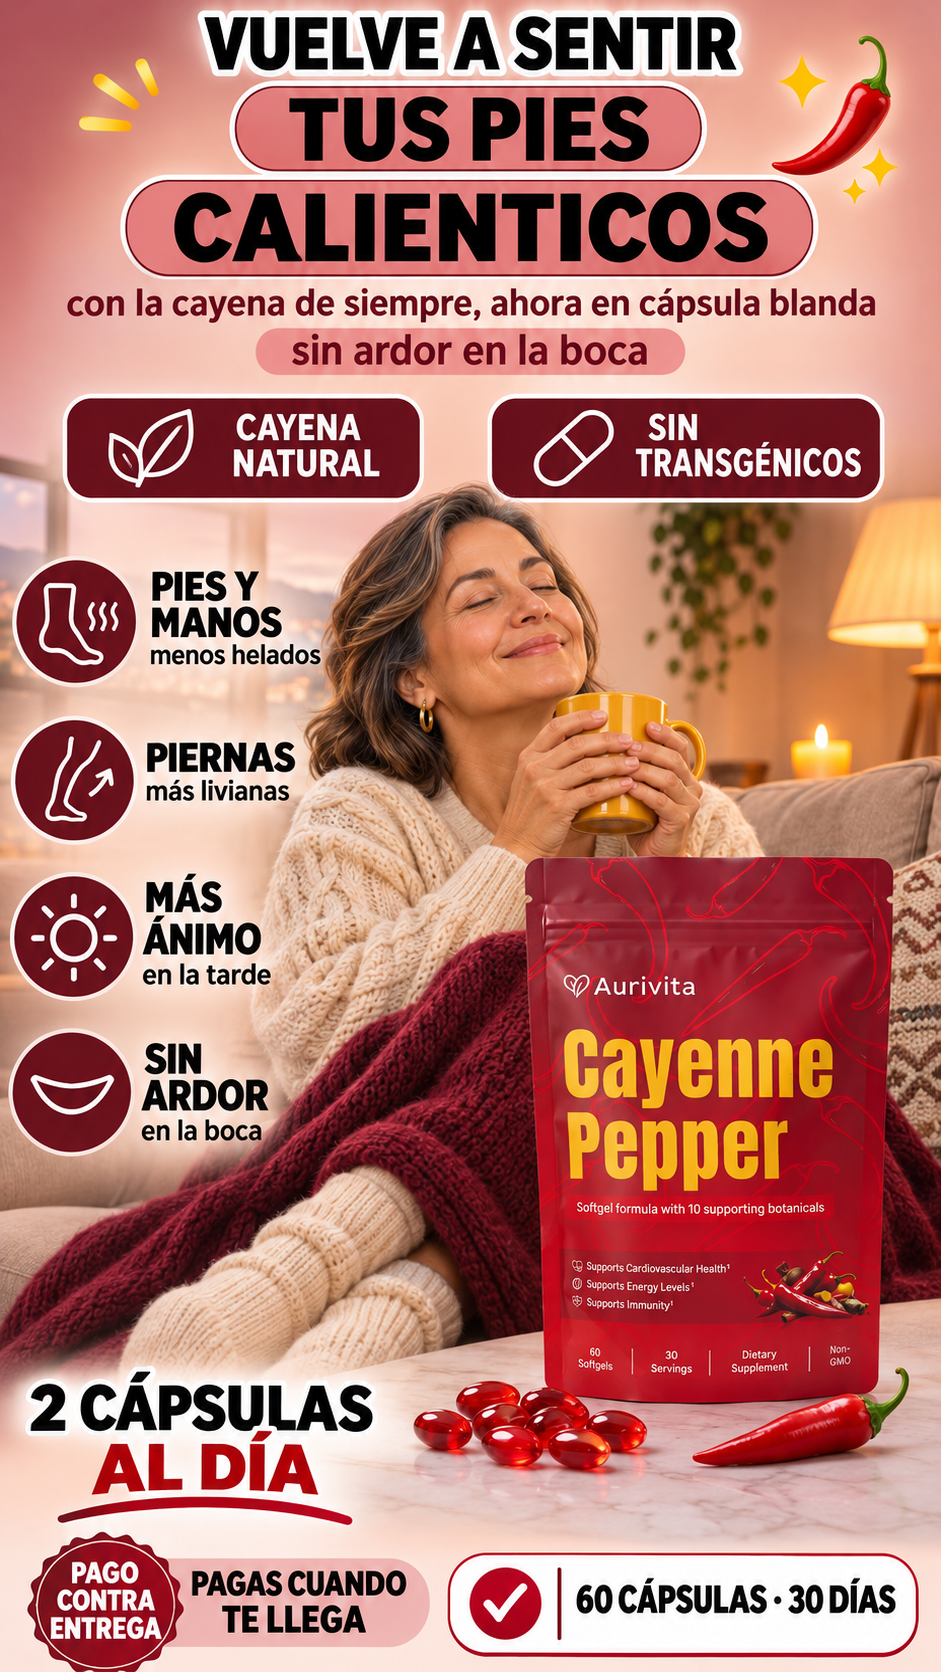 VUELVE A SENTIR
TUS PIES
CALIENTICOS
con la cayena de siempre, ahora en cápsula blanda
sin ardor en la boca
CAYENA
NATURAL
SIN
TRANSGÉNICOS
PIES Y
MANOS
menos helados
PIERNAS
más livianas
MÁS
ÁNIMO
en la tarde
SIN
ARDOR
en la boca
Aurivita
Cayenne
Pepper
Softgel formula with 10 supporting botanicals
Supports Cardiovascular Health¹
Supports Energy Levels¹
Supports Immunity¹
60
Softgels
30
Servings
Dietary
Supplement
Non-
GMO
2 CÁPSULAS
AL DÍA
PAGO
CONTRA
ENTREGA
PAGAS CUANDO
TE LLEGA
60 CÁPSULAS · 30 DÍAS